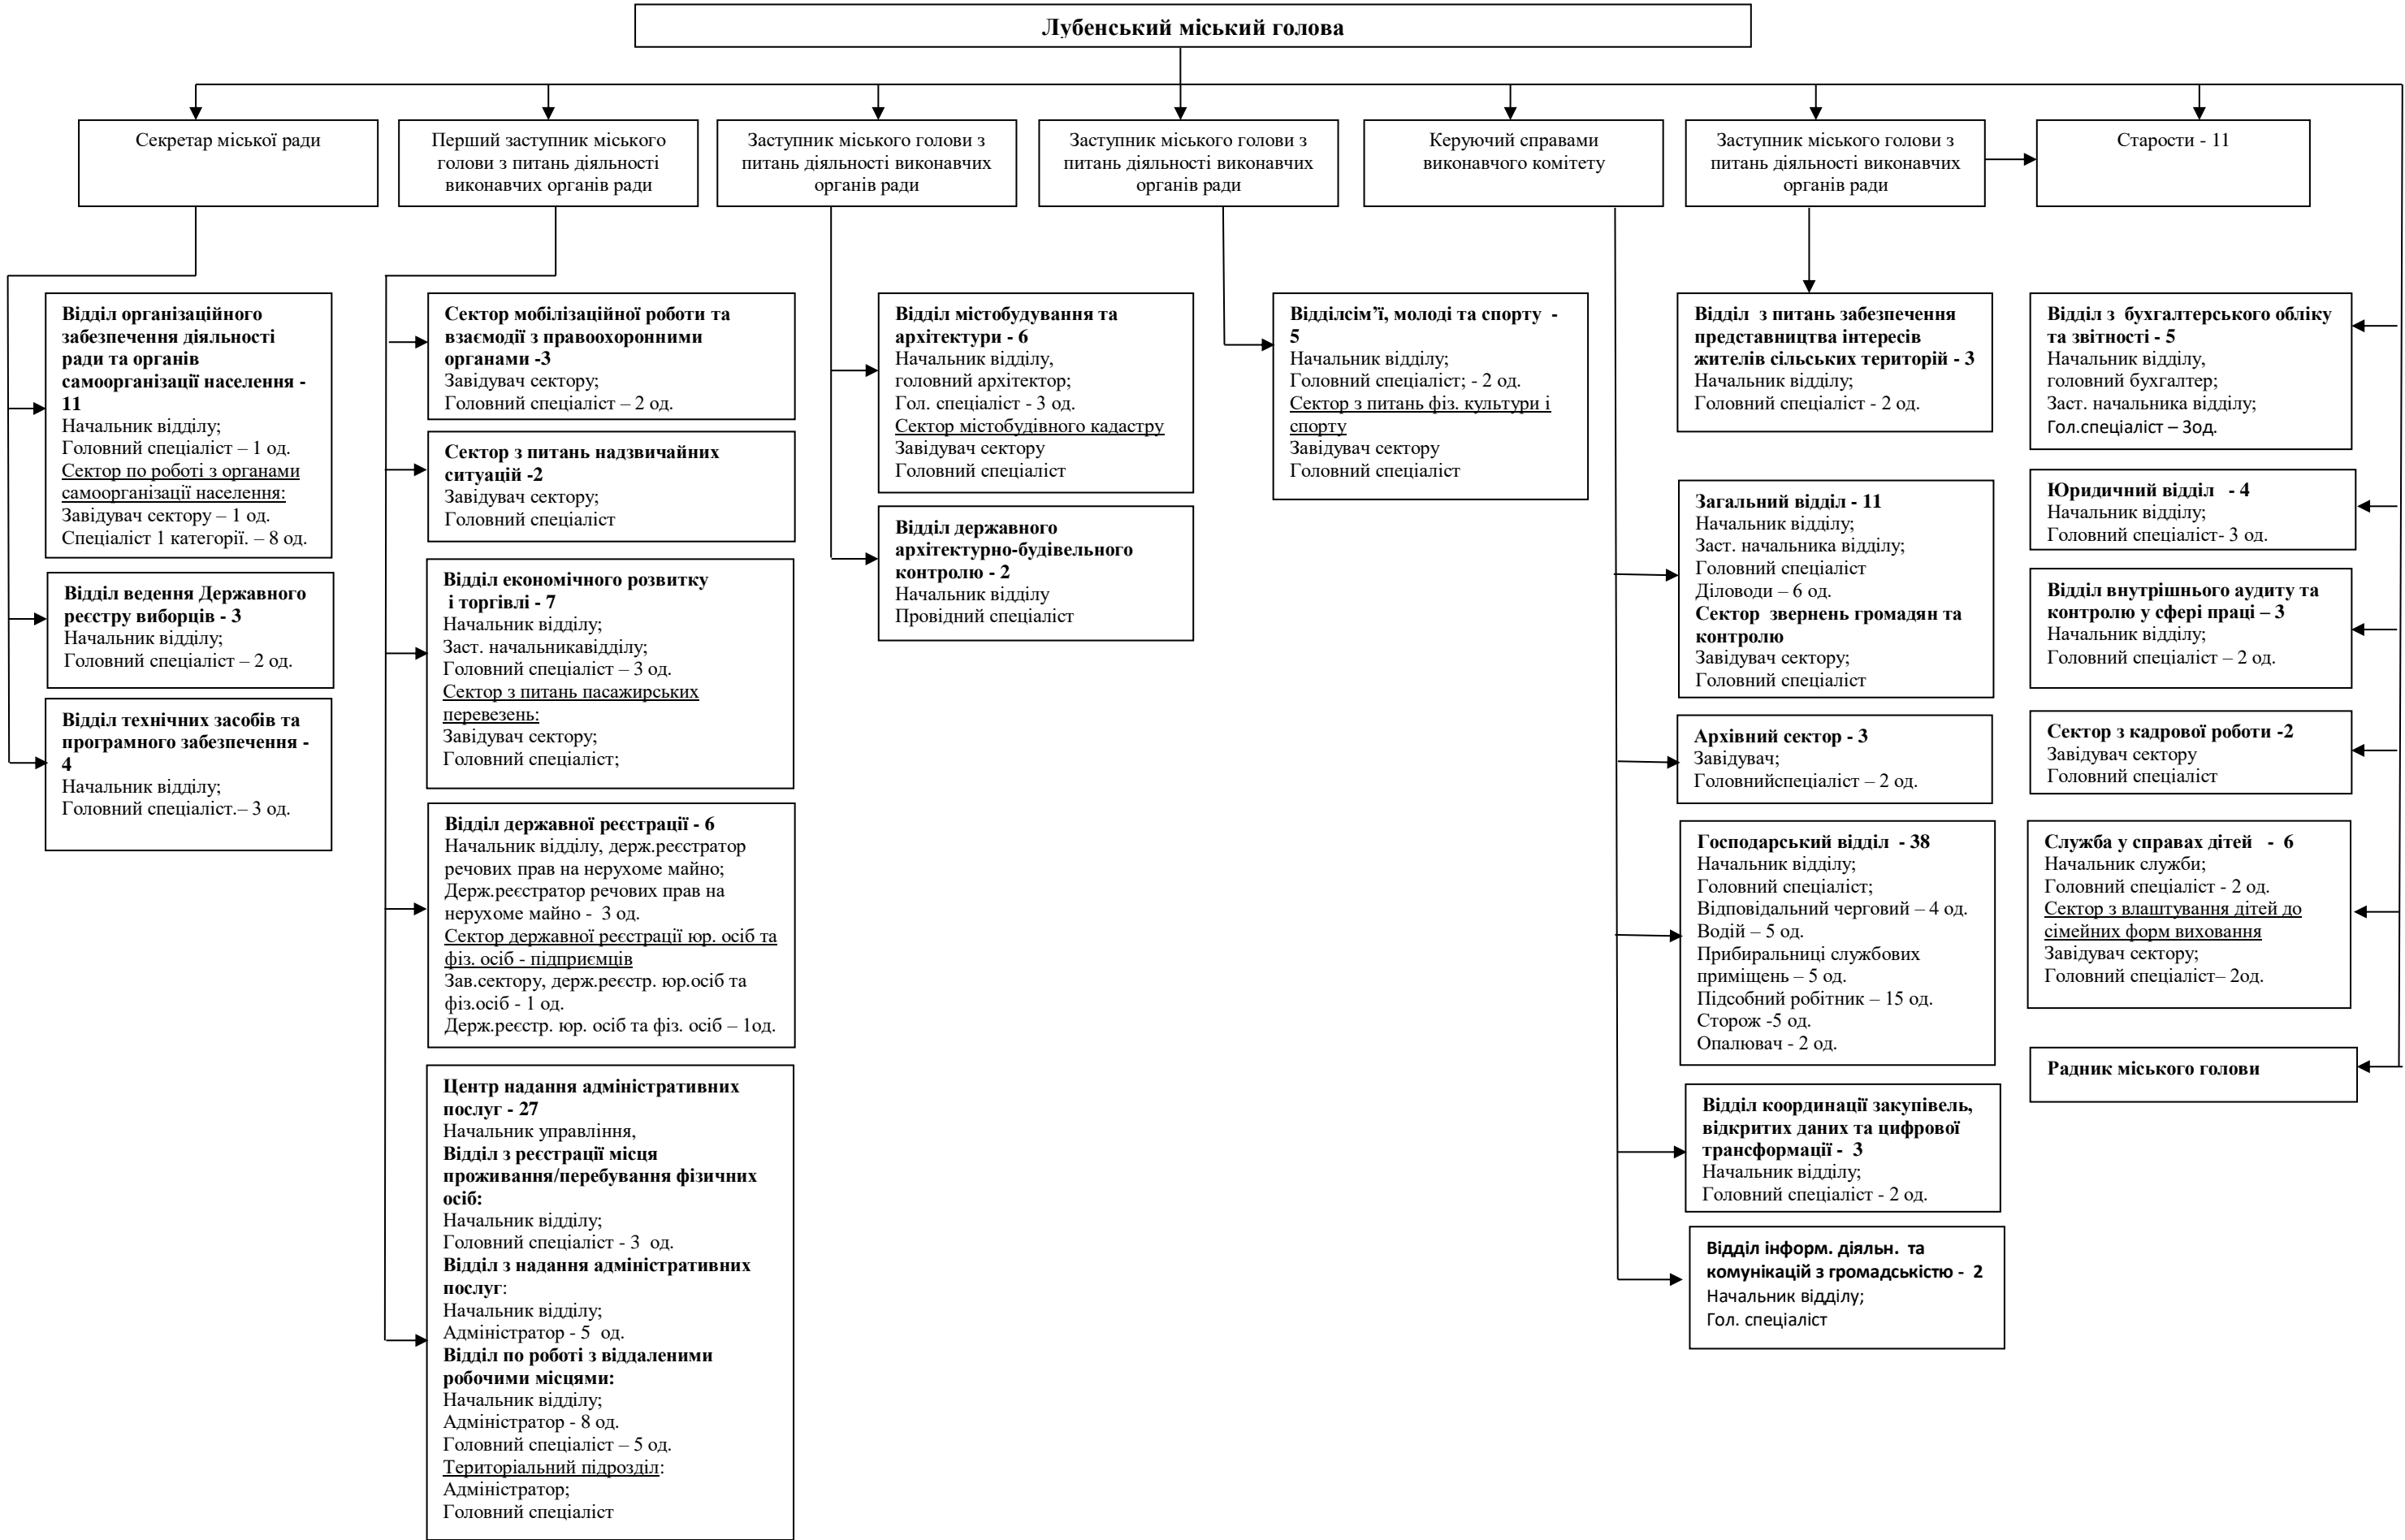 Лубенський міський голова
Секретар міської ради
Перший заступник міського
голови з питань діяльності
виконавчих органів ради
Заступник міського голови з
питань діяльності виконавчих
органів ради
Заступник міського голови з
питань діяльності виконавчих
органів ради
Керуючий справами
виконавчого комітету
Заступник міського голови з
питань діяльності виконавчих
органів ради
Старости - 11
Відділ організаційного
забезпечення діяльності
ради та органів
самоорганізації населення -
11
Начальник відділу;
Головний спеціаліст – 1 од.
Сектор по роботі з органами
самоорганізації населення:
Завідувач сектору – 1 од.
Спеціаліст 1 категорії. – 8 од.
Відділ ведення Державного
реєстру виборців - 3
Начальник відділу;
Головний спеціаліст – 2 од.
Відділ технічних засобів та
програмного забезпечення -
4
Начальник відділу;
Головний спеціаліст.– 3 од.
Сектор мобілізаційної роботи та
взаємодії з правоохоронними
органами -3
Завідувач сектору;
Головний спеціаліст – 2 од.
Сектор з питань надзвичайних
ситуацій -2
Завідувач сектору;
Головний спеціаліст
Відділ економічного розвитку
і торгівлі - 7
Начальник відділу;
Заст. начальникавідділу;
Головний спеціаліст – 3 од.
Сектор з питань пасажирських
перевезень:
Завідувач сектору;
Головний спеціаліст;
Відділ державної реєстрації - 6
Начальник відділу, держ.реєстратор
речових прав на нерухоме майно;
Держ.реєстратор речових прав на
нерухоме майно - 3 од.
Сектор державної реєстрації юр. осіб та
фіз. осіб - підприємців
Зав.сектору, держ.реєстр. юр.осіб та
фіз.осіб - 1 од.
Держ.реєстр. юр. осіб та фіз. осіб – 1од.
Центр надання адміністративних
послуг - 27
Начальник управління,
Відділ з реєстрації місця
проживання/перебування фізичних
осіб:
Начальник відділу;
Головний спеціаліст - 3 од.
Відділ з надання адміністративних
послуг:
Начальник відділу;
Адміністратор - 5 од.
Відділ по роботі з віддаленими
робочими місцями:
Начальник відділу;
Адміністратор - 8 од.
Головний спеціаліст – 5 од.
Територіальний підрозділ:
Адміністратор;
Головний спеціаліст
Відділ містобудування та
архітектури - 6
Начальник відділу,
головний архітектор;
Гол. спеціаліст - 3 од.
Сектор містобудівного кадастру
Завідувач сектору
Головний спеціаліст
Відділ державного
архітектурно-будівельного
контролю - 2
Начальник відділу
Провідний спеціаліст
Відділсім’ї, молоді та спорту -
5
Начальник відділу;
Головний спеціаліст; - 2 од.
Сектор з питань фіз. культури і
спорту
Завідувач сектору
Головний спеціаліст
Відділ з питань забезпечення
представництва інтересів
жителів сільських територій - 3
Начальник відділу;
Головний спеціаліст - 2 од.
Загальний відділ - 11
Начальник відділу;
Заст. начальника відділу;
Головний спеціаліст
Діловоди – 6 од.
Сектор звернень громадян та
контролю
Завідувач сектору;
Головний спеціаліст
Архівний сектор - 3
Завідувач;
Головнийспеціаліст – 2 од.
Господарський відділ - 38
Начальник відділу;
Головний спеціаліст;
Відповідальний черговий – 4 од.
Водій – 5 од.
Прибиральниці службових
приміщень – 5 од.
Підсобний робітник – 15 од.
Сторож -5 од.
Опалювач - 2 од.
Відділ координації закупівель,
відкритих даних та цифрової
трансформації - 3
Начальник відділу;
Головний спеціаліст - 2 од.
Відділ інформ. діяльн. та
комунікацій з громадськістю - 2
Начальник відділу;
Гол. спеціаліст
Відділ з бухгалтерського обліку
та звітності - 5
Начальник відділу,
головний бухгалтер;
Заст. начальника відділу;
Гол.спеціаліст – 3од.
Юридичний відділ - 4
Начальник відділу;
Головний спеціаліст- 3 од.
Відділ внутрішнього аудиту та
контролю у сфері праці – 3
Начальник відділу;
Головний спеціаліст – 2 од.
Сектор з кадрової роботи -2
Завідувач сектору
Головний спеціаліст
Служба у справах дітей - 6
Начальник служби;
Головний спеціаліст - 2 од.
Сектор з влаштування дітей до
сімейних форм виховання
Завідувач сектору;
Головний спеціаліст– 2од.
Радник міського голови